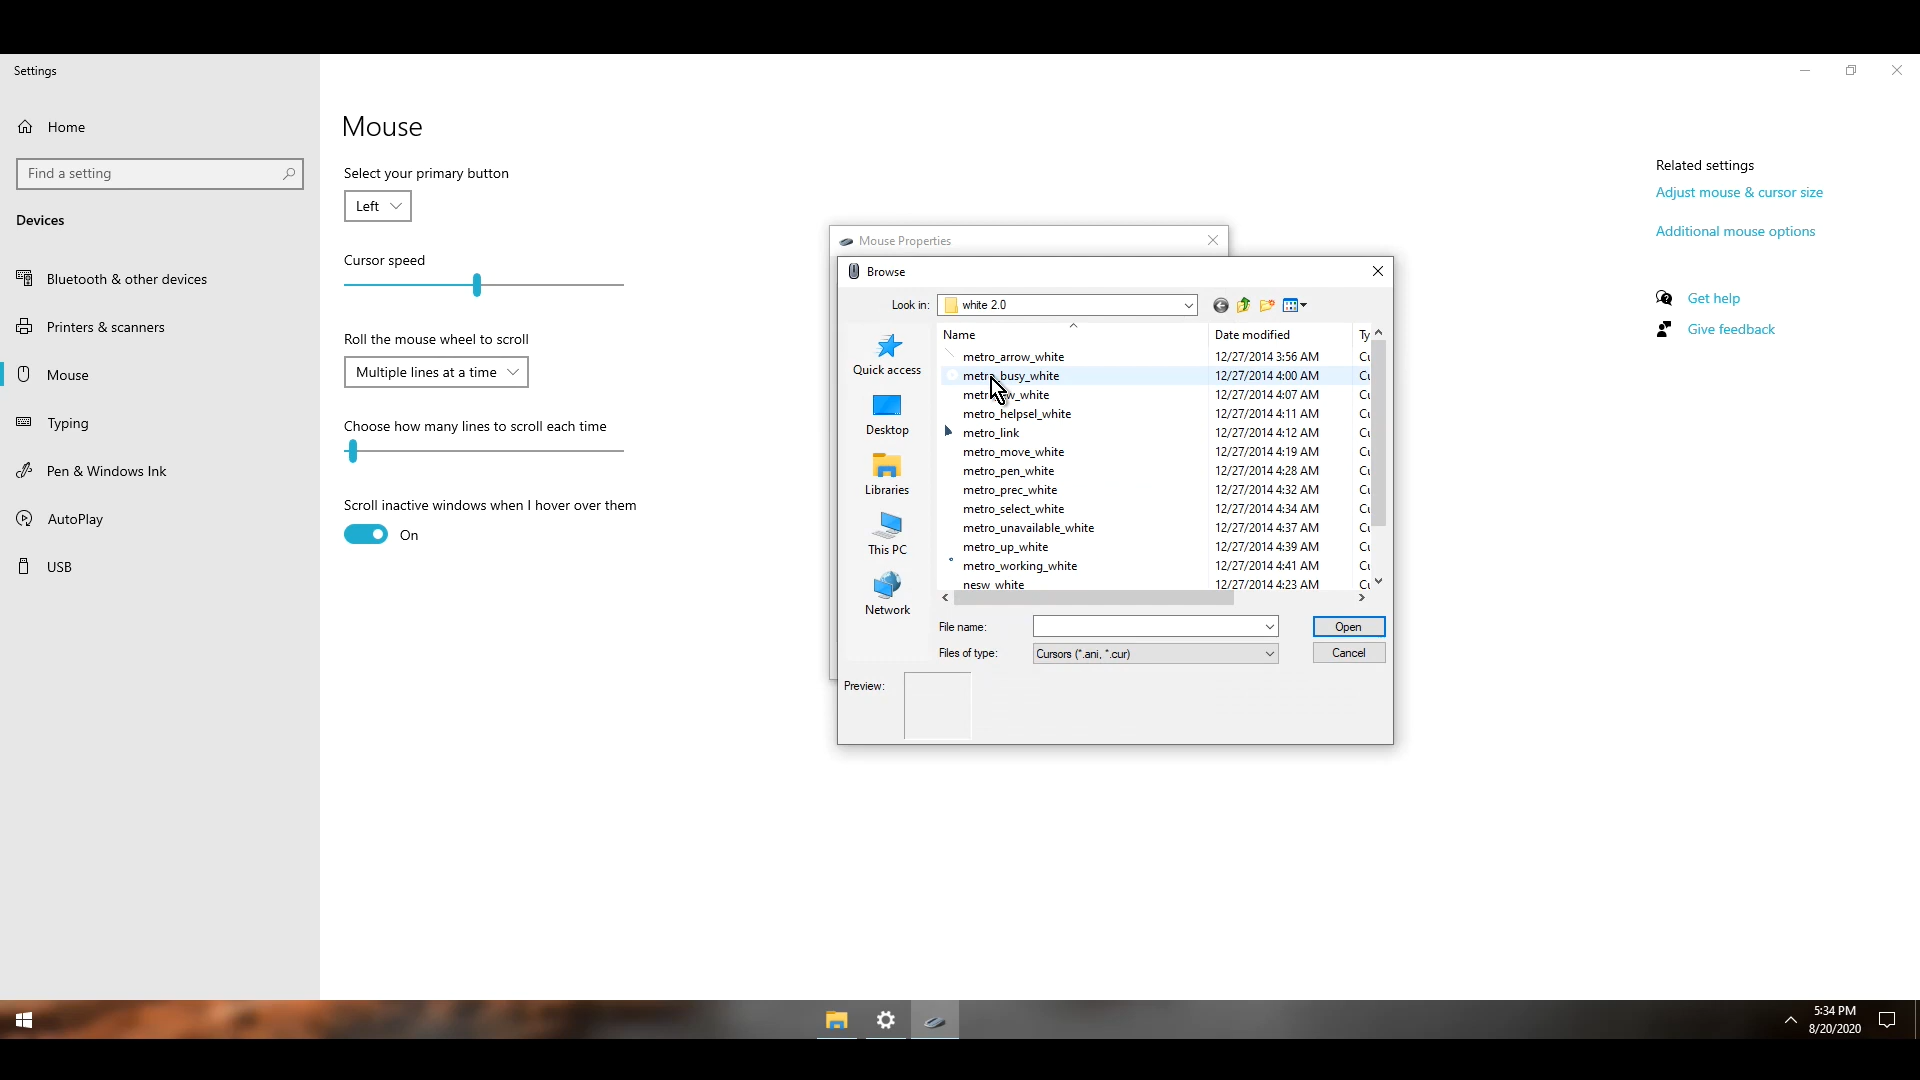 Settings
Home
Find a setting
Devices
Bluetooth & other devices
Printers & scanners
Mouse
Typing
Pen & Windows Ink
AutoPlay
USB
Mouse
Select your primary button
Left
Cursor speed
Roll the mouse wheel to scroll
Multiple lines at a time
Choose how many lines to scroll each time
Scroll inactive windows when I hover over them
On
Related settings
Adjust mouse & cursor size
Additional mouse options
Get help
Give feedback
Mouse Properties
Browse
Look in: white 2.0
Quick access
Desktop
Libraries
This PC
Network
Name Date modified Ty
metro_arrow_white 12/27/2014 3:56 AM
metro_busy_white 12/27/2014 4:00 AM
12/27/2014 4:07 AM
metro_helpsel_white 12/27/2014 4:11 AM
metro_link 12/27/2014 4:12 AM
metro_move_white 12/27/2014 4:19 AM
metro_pen_white 12/27/2014 4:28 AM
metro_prec_white 12/27/2014 4:32 AM
metro_select_white 12/27/2014 4:34 AM
metro_unavailable_white 12/27/2014 4:37 AM
metro_up_white 12/27/2014 4:39 AM
metro_working_white 12/27/2014 4:41 AM
nesw_white 12/27/2014 4:23 AM
File name:
Open
Files of type: Cursors (*.ani, *.cur)
Cancel
Preview:
5:34 PM
8/20/2020